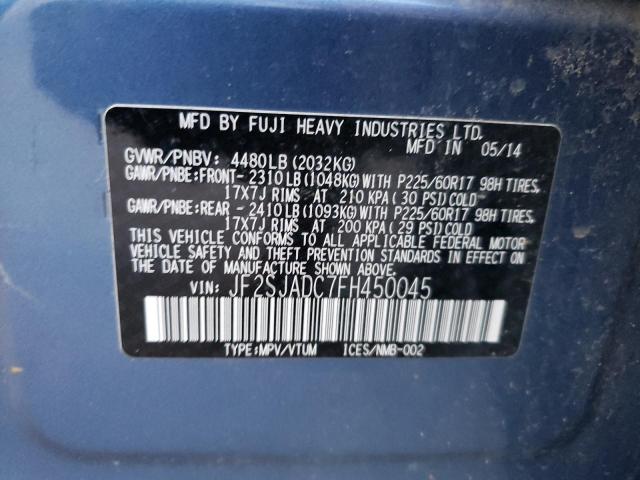 MFD BY FUJI HEAVY INDUSTRIES LTD.
MFD IN 05/14
GVWR/PNBV: 4480LB(2032KG)
GAWR/PNBE:FRONT-2310LB(1048KG)WITH P225/60R17 98H TIRES,
17X7J RIMS AT 210 KPA(30 PSI)COLD
GAWR/PNBE:REAR -2410LB(1093KG)WITH P225/60R17 98H TIRES,
17X7J RIMS AT 200 KPA(29 PSI)COLD
THIS VEHICLE CONFORMS TO ALL APPLICABLE FEDERAL MOTOR
VEHICLE SAFETY AND THEFT PREVENTION STANDARDS IN EFFECT
ON THE DATE OF MANUFACTURE SHOWN ABOVE.
VIN: JF2SJADC7FH450045
TYPE:MPV/VTUM ICES/NMB-002